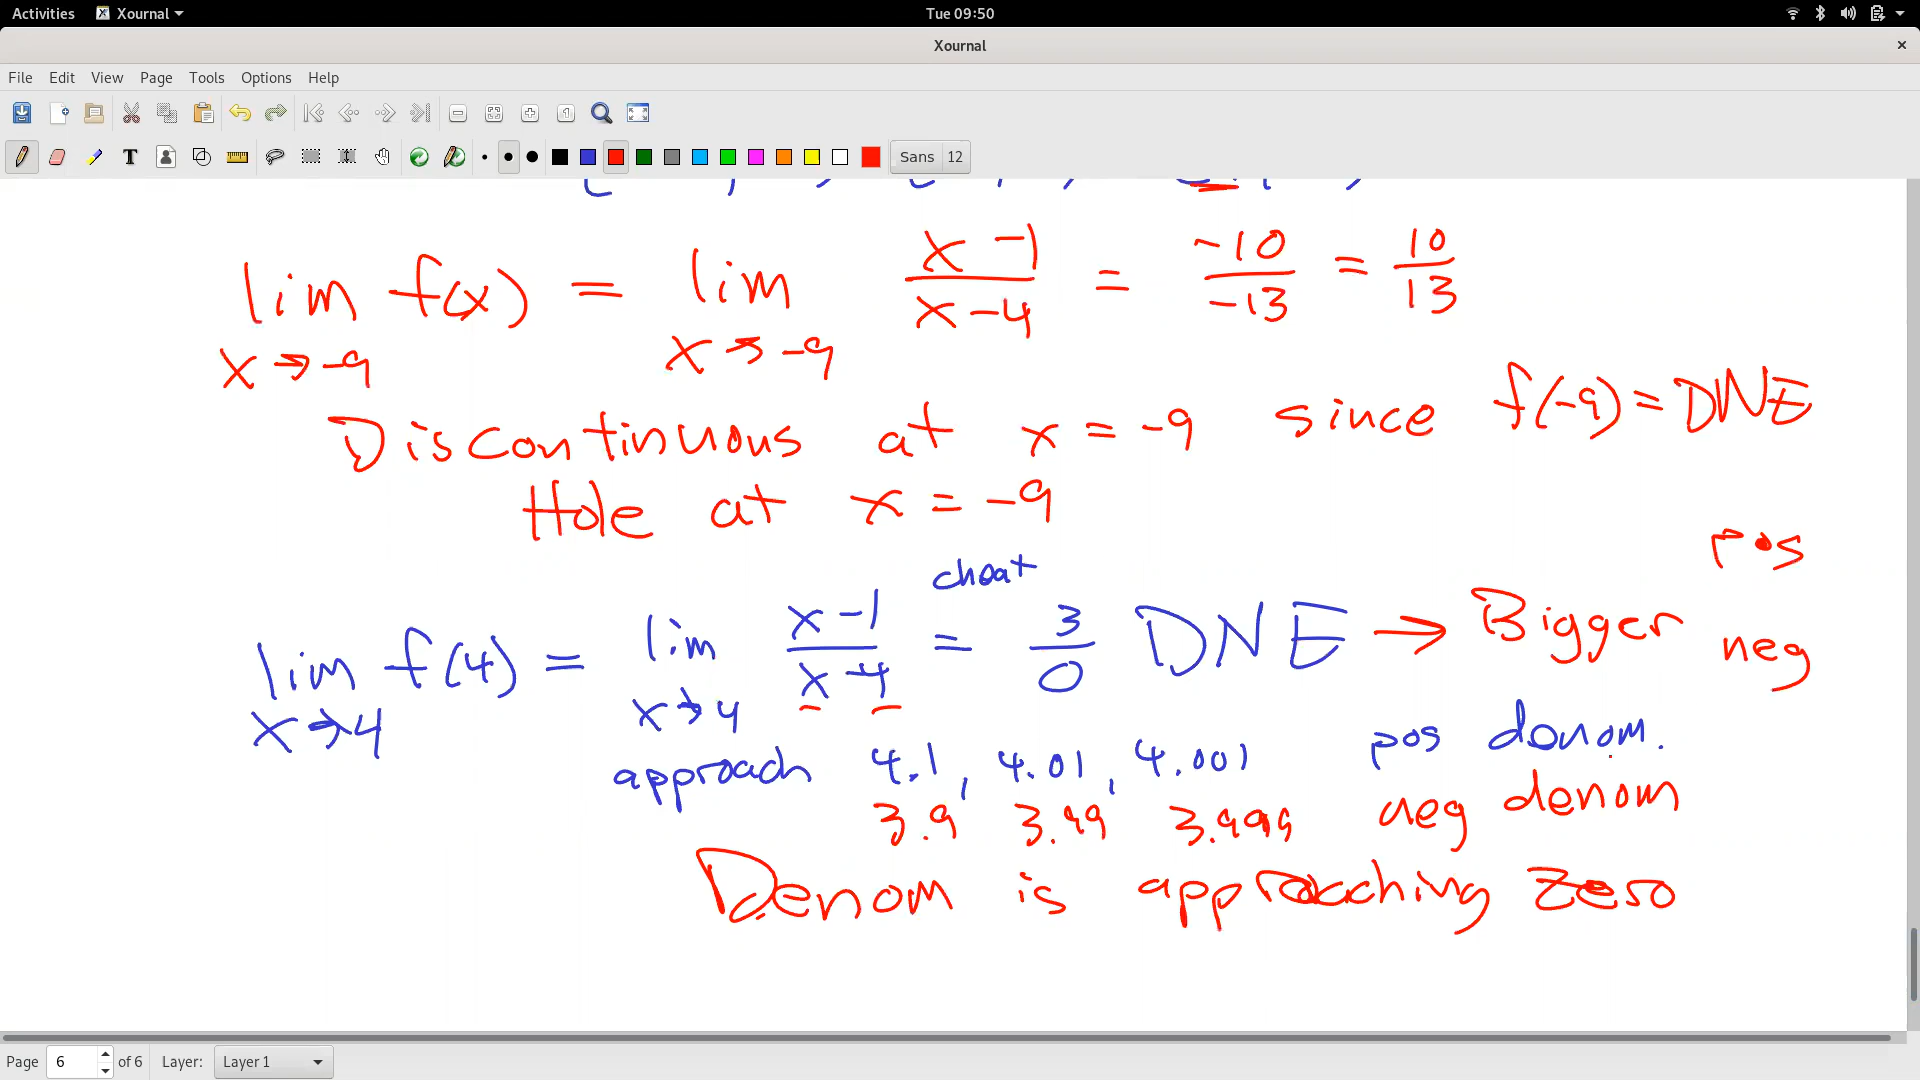 Activities Xournal Tue 09:50
Xournal
File Edit View Page Tools Options Help
Sans 12
lim f(x) = lim x-1 / x-4 = -10 / -13 = 10 / 13
x → -9 x → -9
Discontinuous at x = -9 since f(-9) = DNE
Hole at x = -9
pos
cheat
lim f(4) = lim x-1 / x-4 = 3 / 0 DNE → Bigger neg
x → 4 x → 4
approach 4.1, 4.01, 4.001 pos denom.
3.9 3.99 3.999 neg denom
Denom is approaching zero
Page 6 of 6 Layer: Layer 1